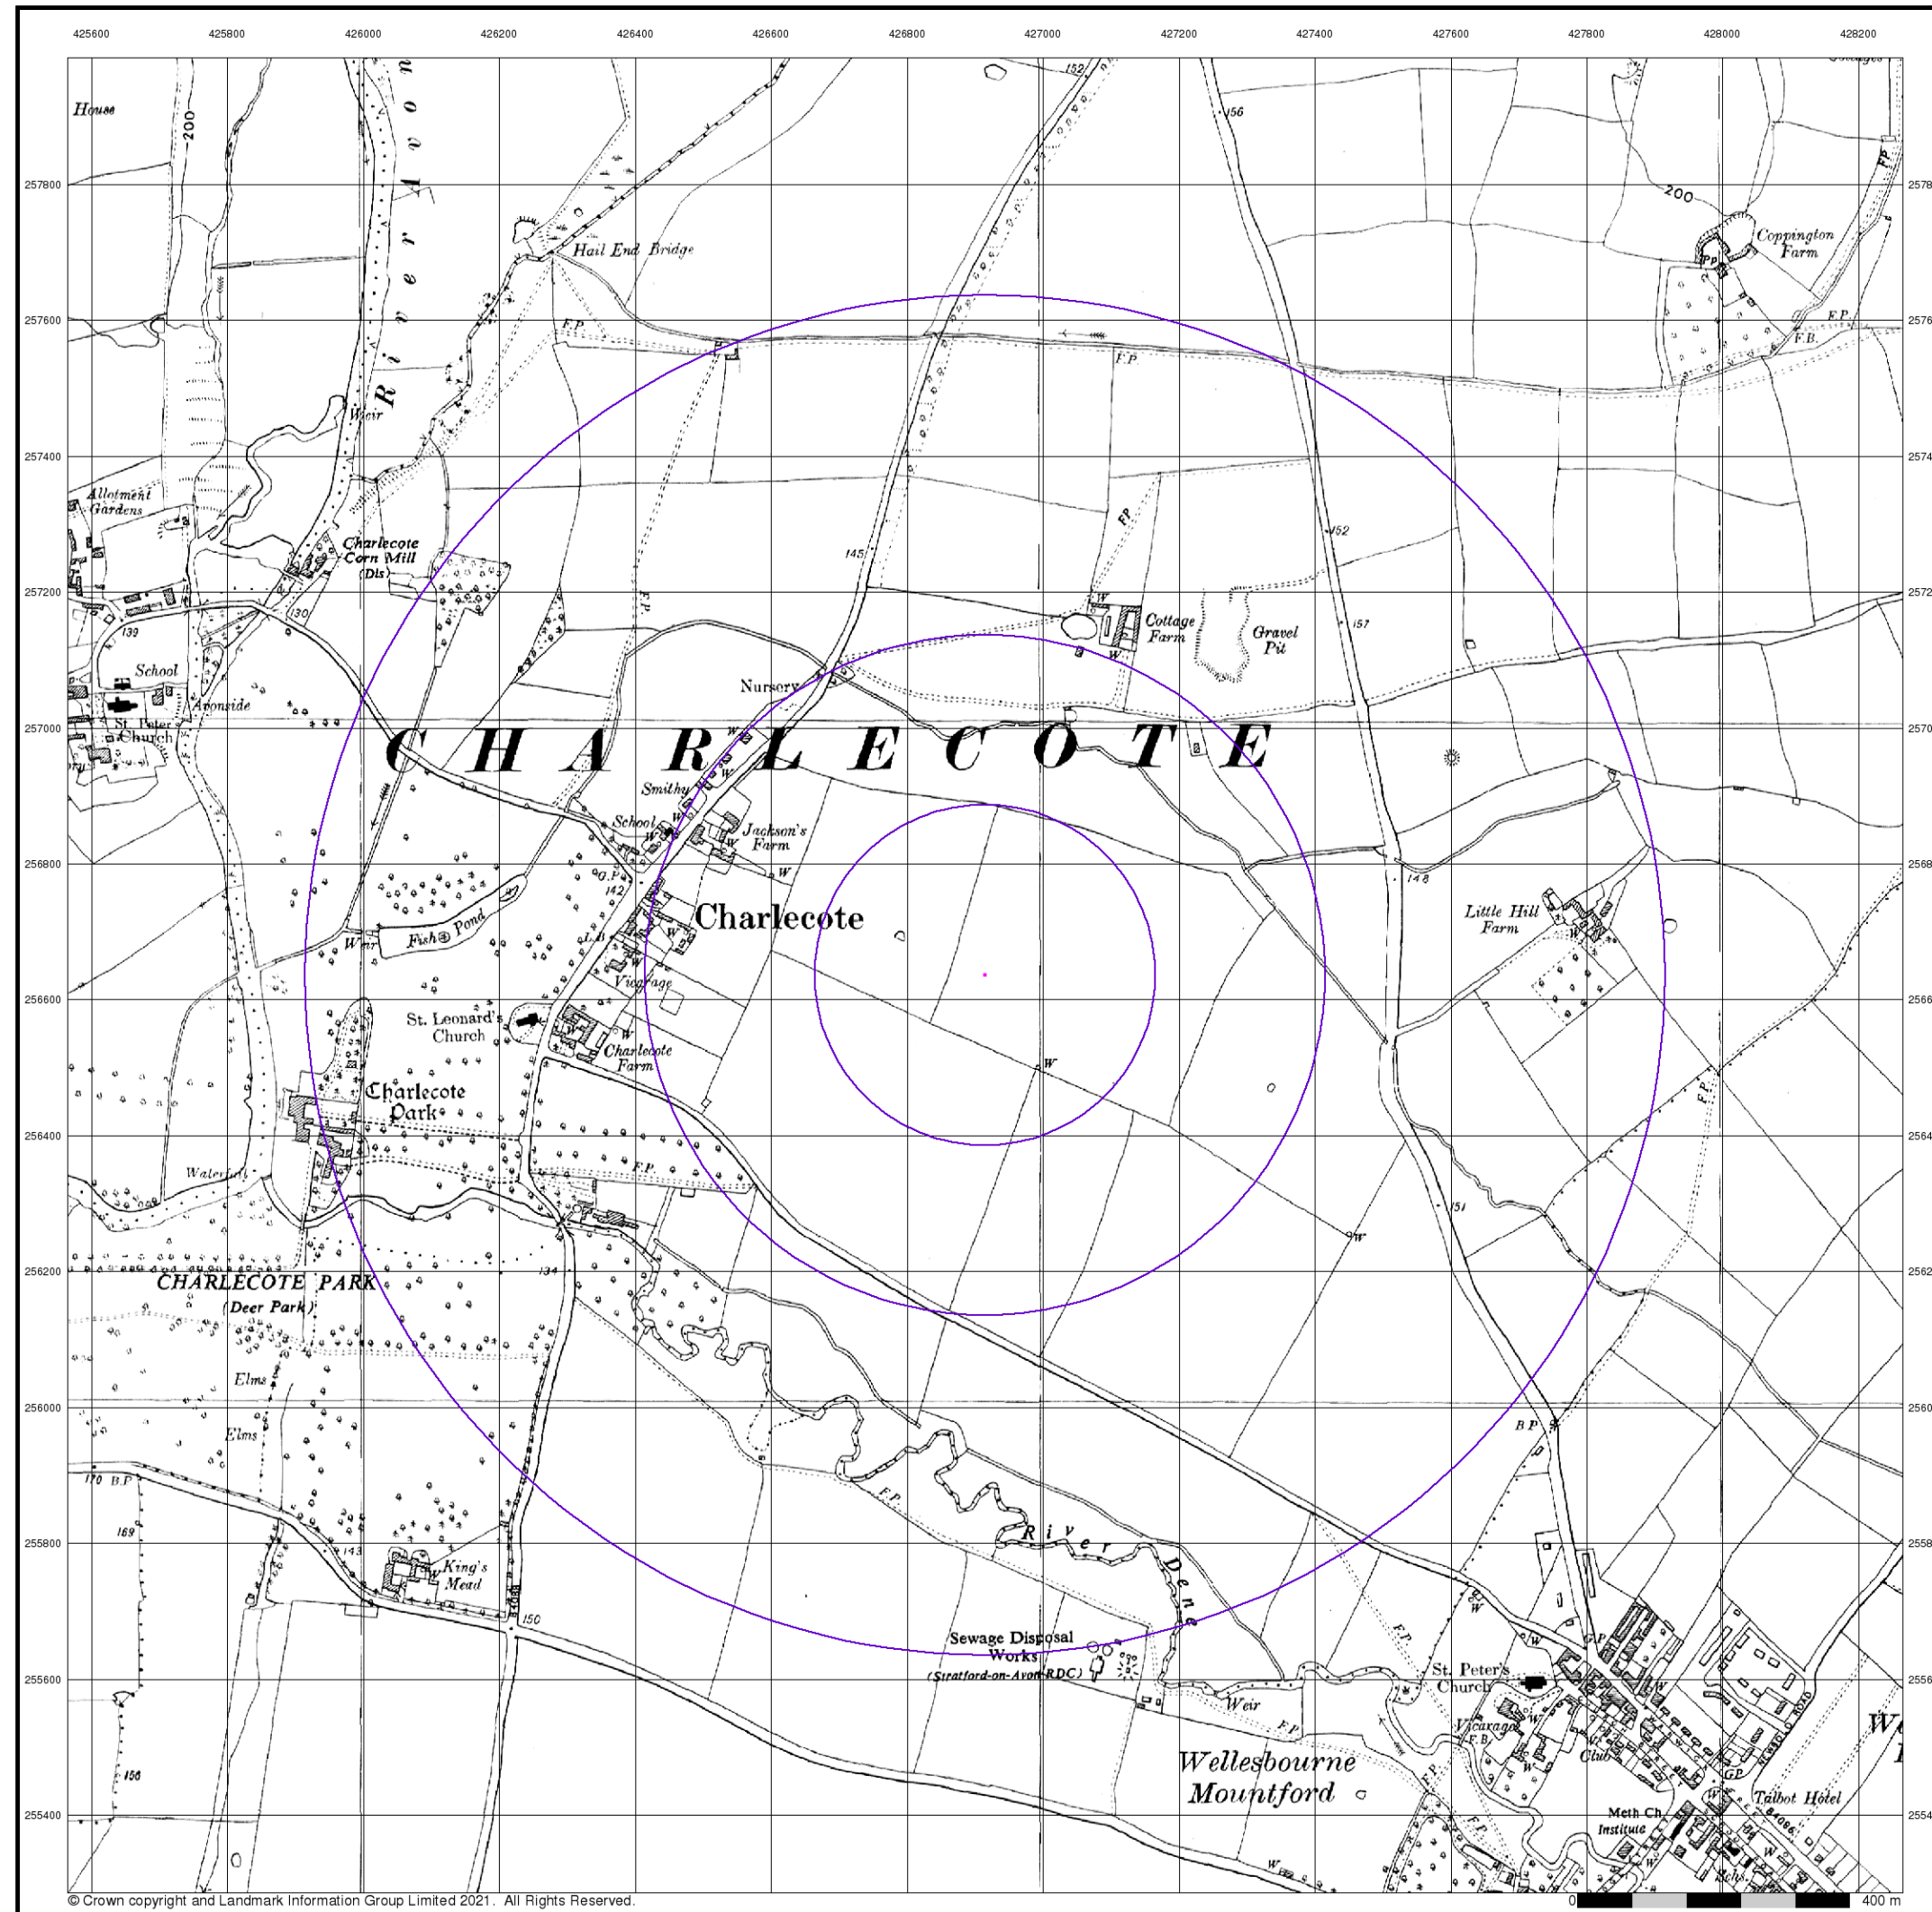 425600 425800 426000 426200 426400 426600 426800 427000 427200 427400 427600 427800 428000 428200
House
200
River Avon
152
156
257800
FP
200
Hail End Bridge
Coppington
Farm
257600
F.P.
F.P.
F.P.
F.B.
Weir
257400
Allotment
Gardens
Charlecote
Corn Mill
(Dis)
145
FP
152
257200
F.P.
W
Cottage
Farm
W
Gravel
Pit
157
130
139
School
Nursery
Avonside
St. Peter
Church
257000
CHARLECOTE
W
W
Smithy
W
School
W
Jackson's
Farm
W
W
256800
G.P.
142
148
Charlecote
Little Hill
Farm
W
Fish Pond
Weir
L.B
W
W
Vicarage
256600
St. Leonard's
Church
W
W
Charlecote
Farm
W
F.P.
Charlecote
Park
256400
Waterfall
F.P.
151
W
134
256200
CHARLECOTE PARK
(Deer Park)
Elms
256000
Elms
B P
170 B.P
F.P.
169
River Dene
255800
143
King's
Mead
W
B4088
150
W
Sewage Disposal
Works
(Stratford-on-Avon RDC)
F.P.
W
G.P.
255600
St. Peter's
Church
Weir
F.P.
Vicarage
W
F.B.
NEWBOLD ROAD
Club
W
156
Wellesbourne
Mountford
F.P.
G.P.
W
Talbot Hotel
255400
F.P.
Meth Ch
Institute
B4086
W
W
W
Schs.
© Crown copyright and Landmark Information Group Limited 2021. All Rights Reserved.
0 400 m